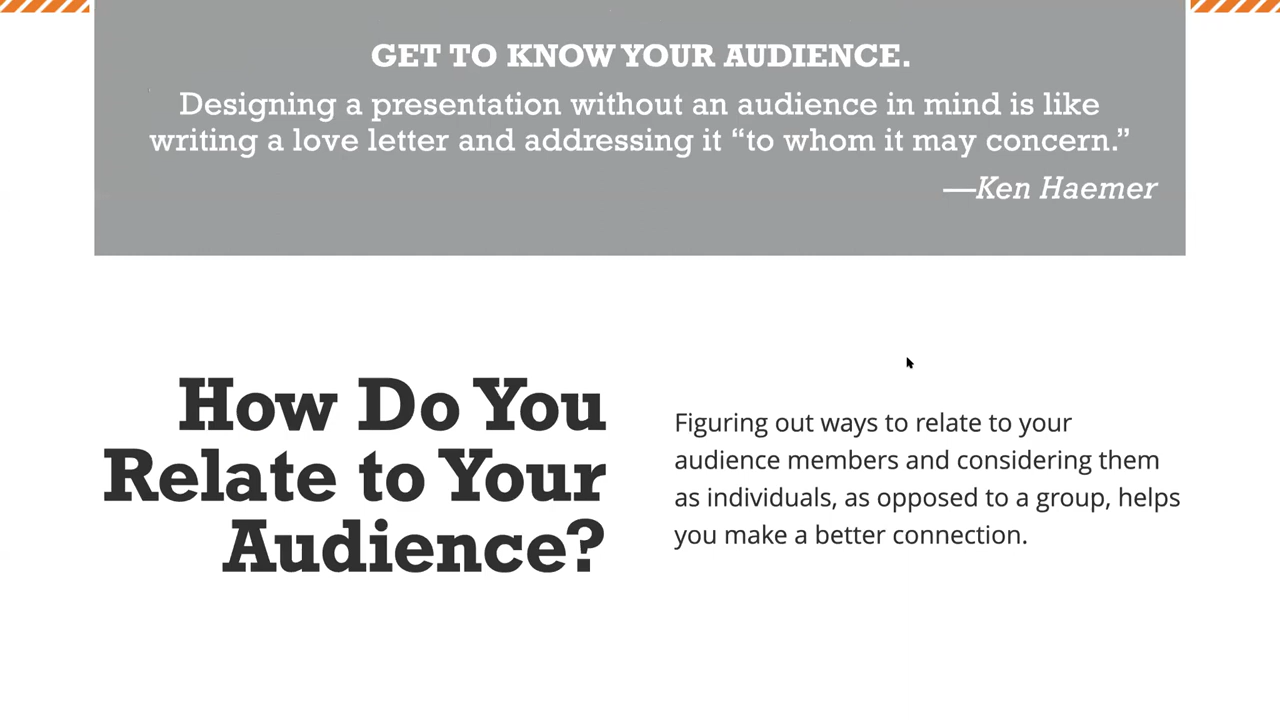 GET TO KNOW YOUR AUDIENCE.
Designing a presentation without an audience in mind is like
writing a love letter and addressing it “to whom it may concern.”
—Ken Haemer
How Do You
Relate to Your
Audience?
Figuring out ways to relate to your
audience members and considering them
as individuals, as opposed to a group, helps
you make a better connection.